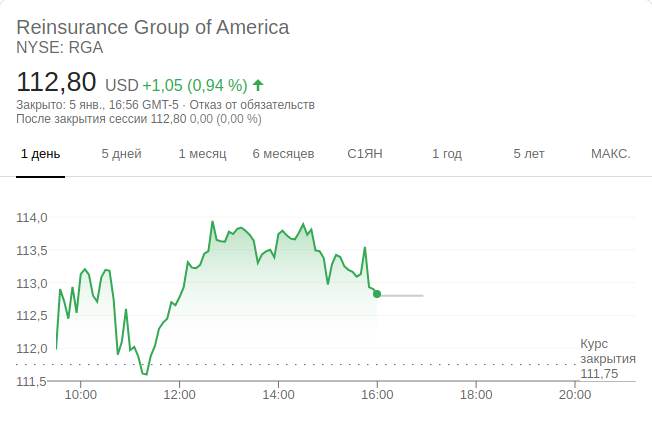 Reinsurance Group of America
NYSE: RGA
112,80 USD +1,05 (0,94 %)
Закрыто: 5 янв., 16:56 GMT-5 · Отказ от обязательств
После закрытия сессии 112,80 0,00 (0,00 %)
1 день 5 дней 1 месяц 6 месяцев С1ЯН 1 год 5 лет МАКС.
114,0
113,5
113,0
112,5
112,0
Курс
закрытия
111,75
111,5
10:00 12:00 14:00 16:00 18:00 20:00